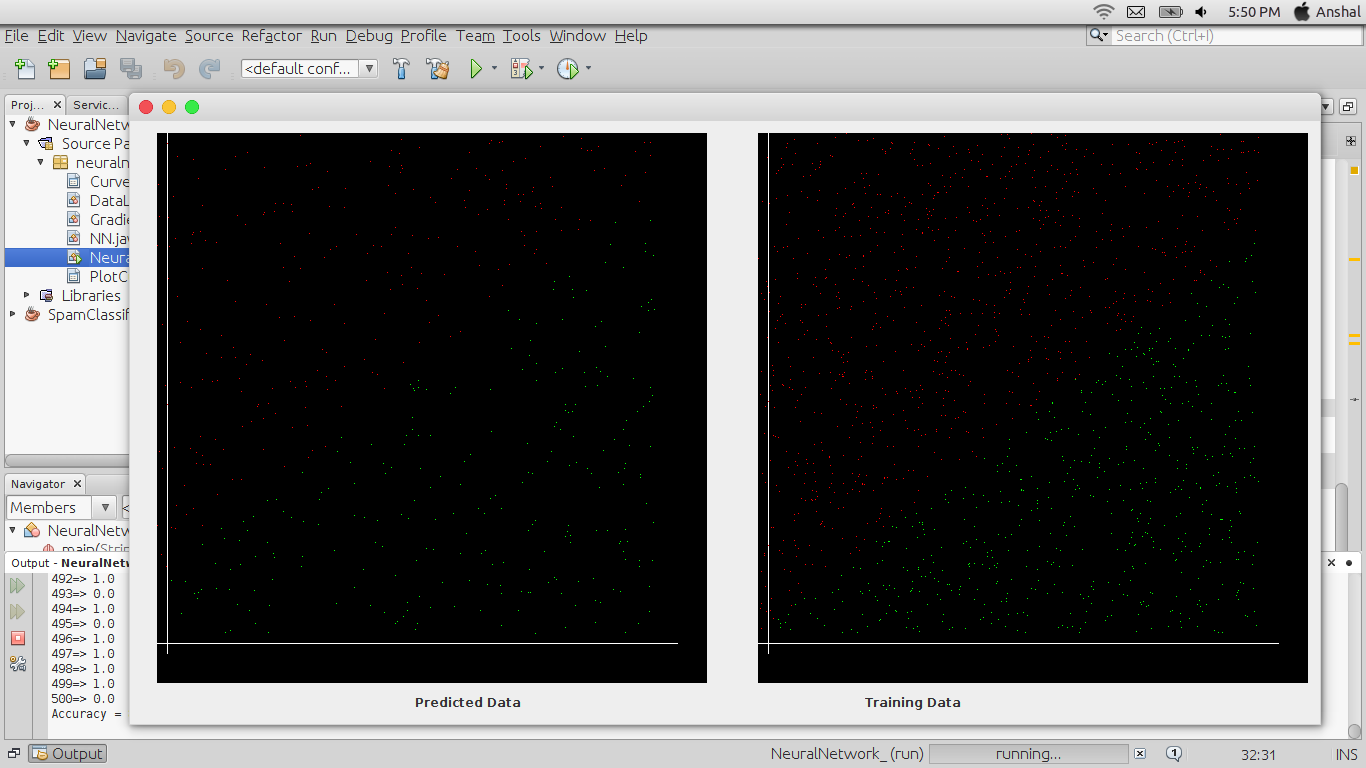 5:50 PM Anshal
File Edit View Navigate Source Refactor Run Debug Profile Team Tools Window Help
Search (Ctrl+I)
<default conf...
Proj... Servic...
NeuralNetw
Source Pa
neuraln
Curve
DataL
Gradie
NN.jav
Neura
PlotCl
Libraries
SpamClassif
Navigator
Members
<
NeuralNetw
main(Strin
Output - NeuralNetw
492=> 1.0
493=> 0.0
494=> 1.0
495=> 0.0
496=> 1.0
497=> 1.0
498=> 1.0
499=> 1.0
500=> 0.0
Accuracy =
Predicted Data
Training Data
Output
NeuralNetwork_ (run)
running...
1
32:31
INS